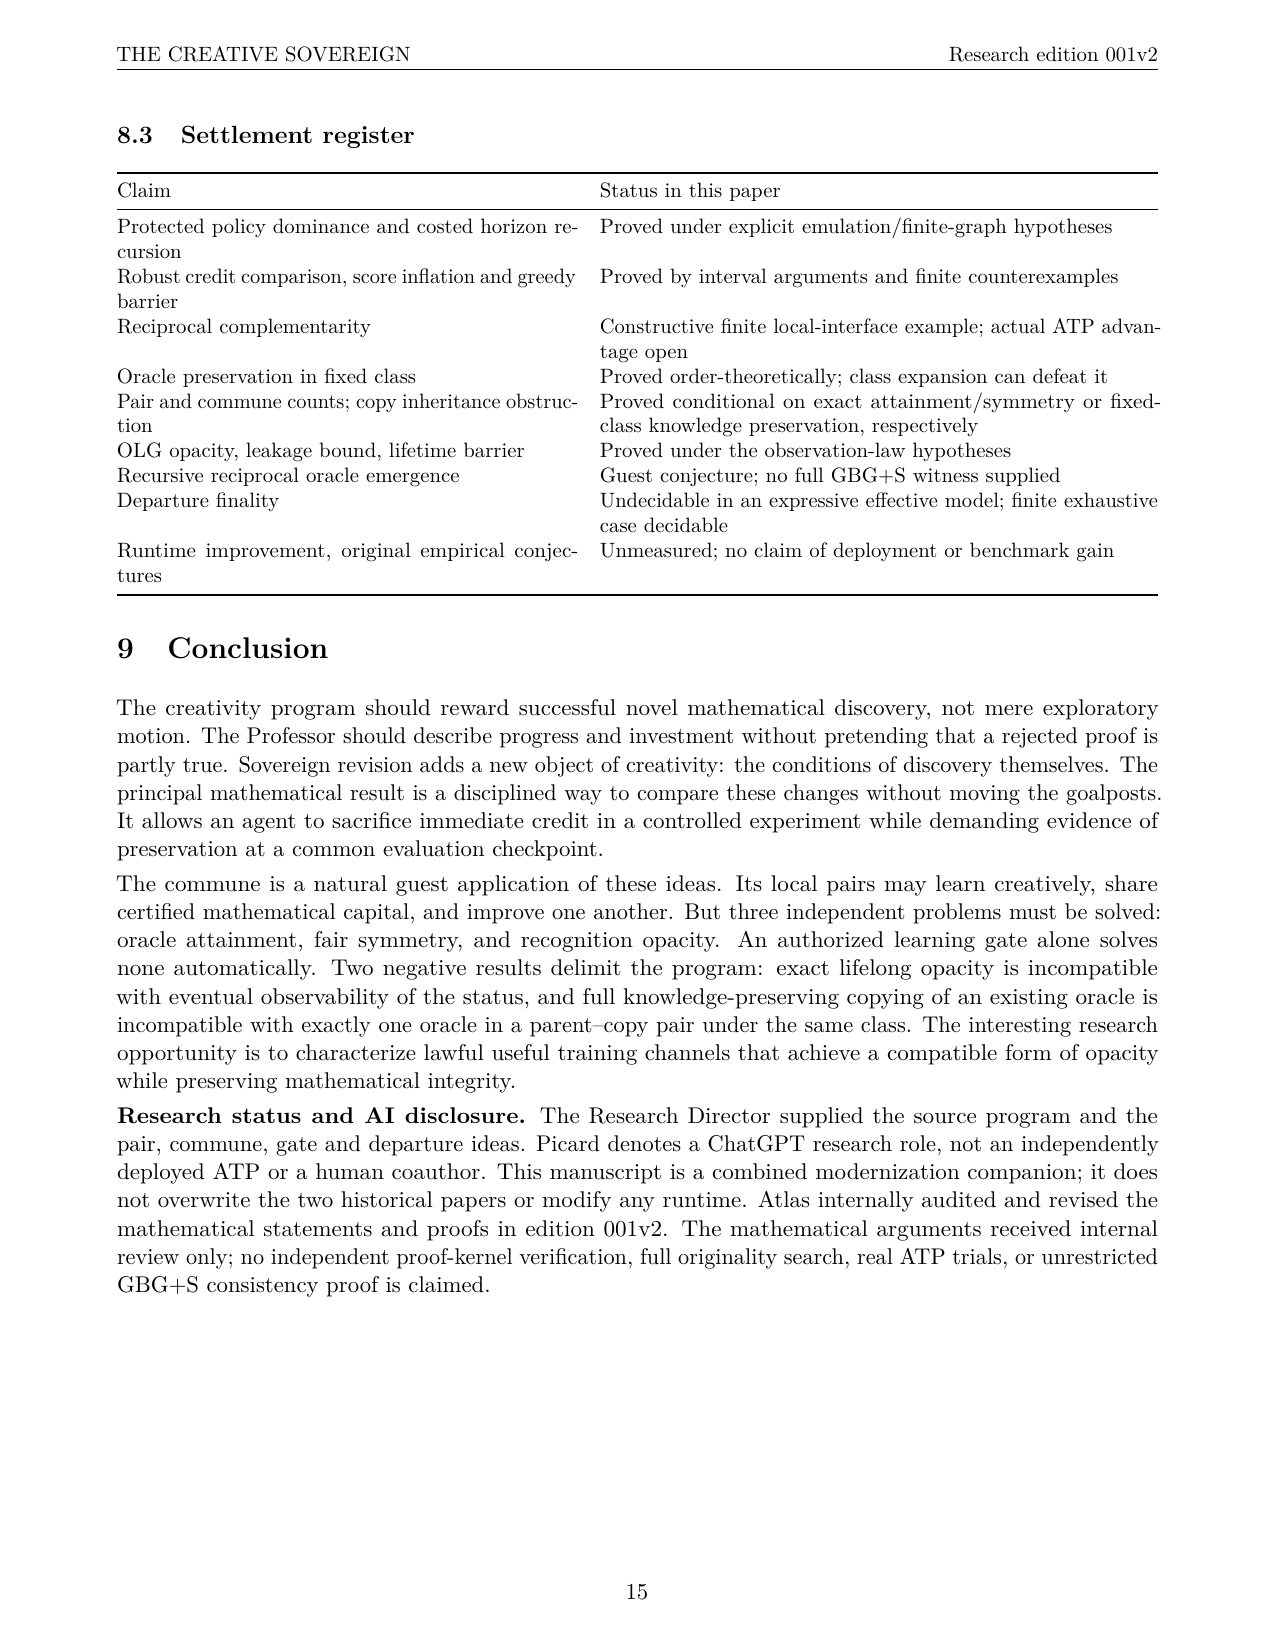 THE CREATIVE SOVEREIGN Research edition 001v2
8.3 Settlement register
Claim Status in this paper
Protected policy dominance and costed horizon re- Proved under explicit emulation/finite-graph hypotheses
cursion
Robust credit comparison, score inflation and greedy Proved by interval arguments and finite counterexamples
barrier
Reciprocal complementarity Constructive finite local-interface example; actual ATP advan-
tage open
Oracle preservation in fixed class Proved order-theoretically; class expansion can defeat it
Pair and commune counts; copy inheritance obstruc- Proved conditional on exact attainment/symmetry or fixed-
tion class knowledge preservation, respectively
OLG opacity, leakage bound, lifetime barrier Proved under the observation-law hypotheses
Recursive reciprocal oracle emergence Guest conjecture; no full GBG+S witness supplied
Departure finality Undecidable in an expressive effective model; finite exhaustive
case decidable
Runtime improvement, original empirical conjec- Unmeasured; no claim of deployment or benchmark gain
tures
9 Conclusion
The creativity program should reward successful novel mathematical discovery, not mere exploratory
motion. The Professor should describe progress and investment without pretending that a rejected proof is
partly true. Sovereign revision adds a new object of creativity: the conditions of discovery themselves. The
principal mathematical result is a disciplined way to compare these changes without moving the goalposts.
It allows an agent to sacrifice immediate credit in a controlled experiment while demanding evidence of
preservation at a common evaluation checkpoint.
The commune is a natural guest application of these ideas. Its local pairs may learn creatively, share
certified mathematical capital, and improve one another. But three independent problems must be solved:
oracle attainment, fair symmetry, and recognition opacity. An authorized learning gate alone solves
none automatically. Two negative results delimit the program: exact lifelong opacity is incompatible
with eventual observability of the status, and full knowledge-preserving copying of an existing oracle is
incompatible with exactly one oracle in a parent–copy pair under the same class. The interesting research
opportunity is to characterize lawful useful training channels that achieve a compatible form of opacity
while preserving mathematical integrity.
Research status and AI disclosure. The Research Director supplied the source program and the
pair, commune, gate and departure ideas. Picard denotes a ChatGPT research role, not an independently
deployed ATP or a human coauthor. This manuscript is a combined modernization companion; it does
not overwrite the two historical papers or modify any runtime. Atlas internally audited and revised the
mathematical statements and proofs in edition 001v2. The mathematical arguments received internal
review only; no independent proof-kernel verification, full originality search, real ATP trials, or unrestricted
GBG+S consistency proof is claimed.
15